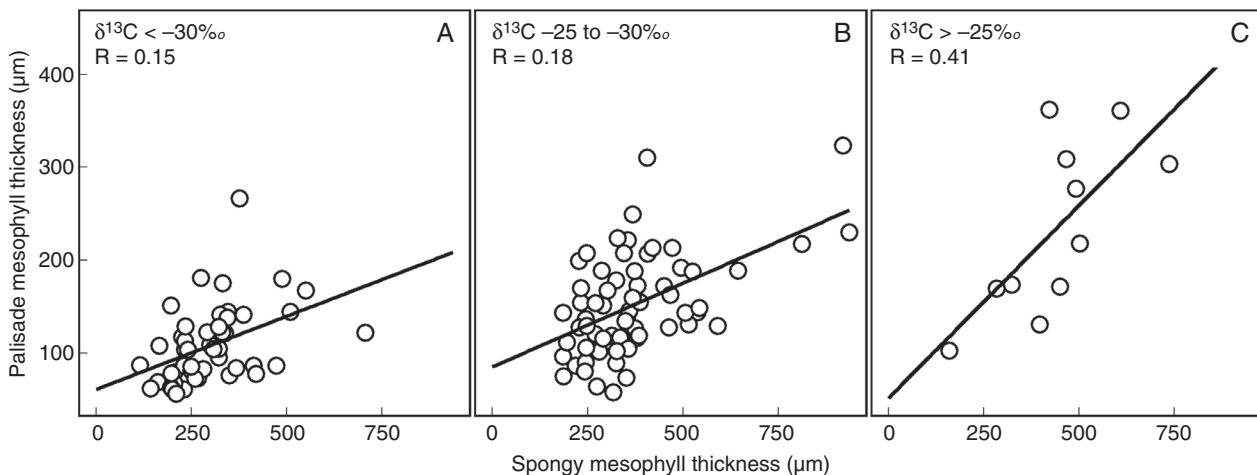 δ¹³C < –30‰
R = 0.15
A
δ¹³C –25 to –30‰
R = 0.18
B
δ¹³C > –25‰
R = 0.41
C
Palisade mesophyll thickness (μm)
400
300
200
100
0 250 500 750
0 250 500 750
0 250 500 750
Spongy mesophyll thickness (μm)